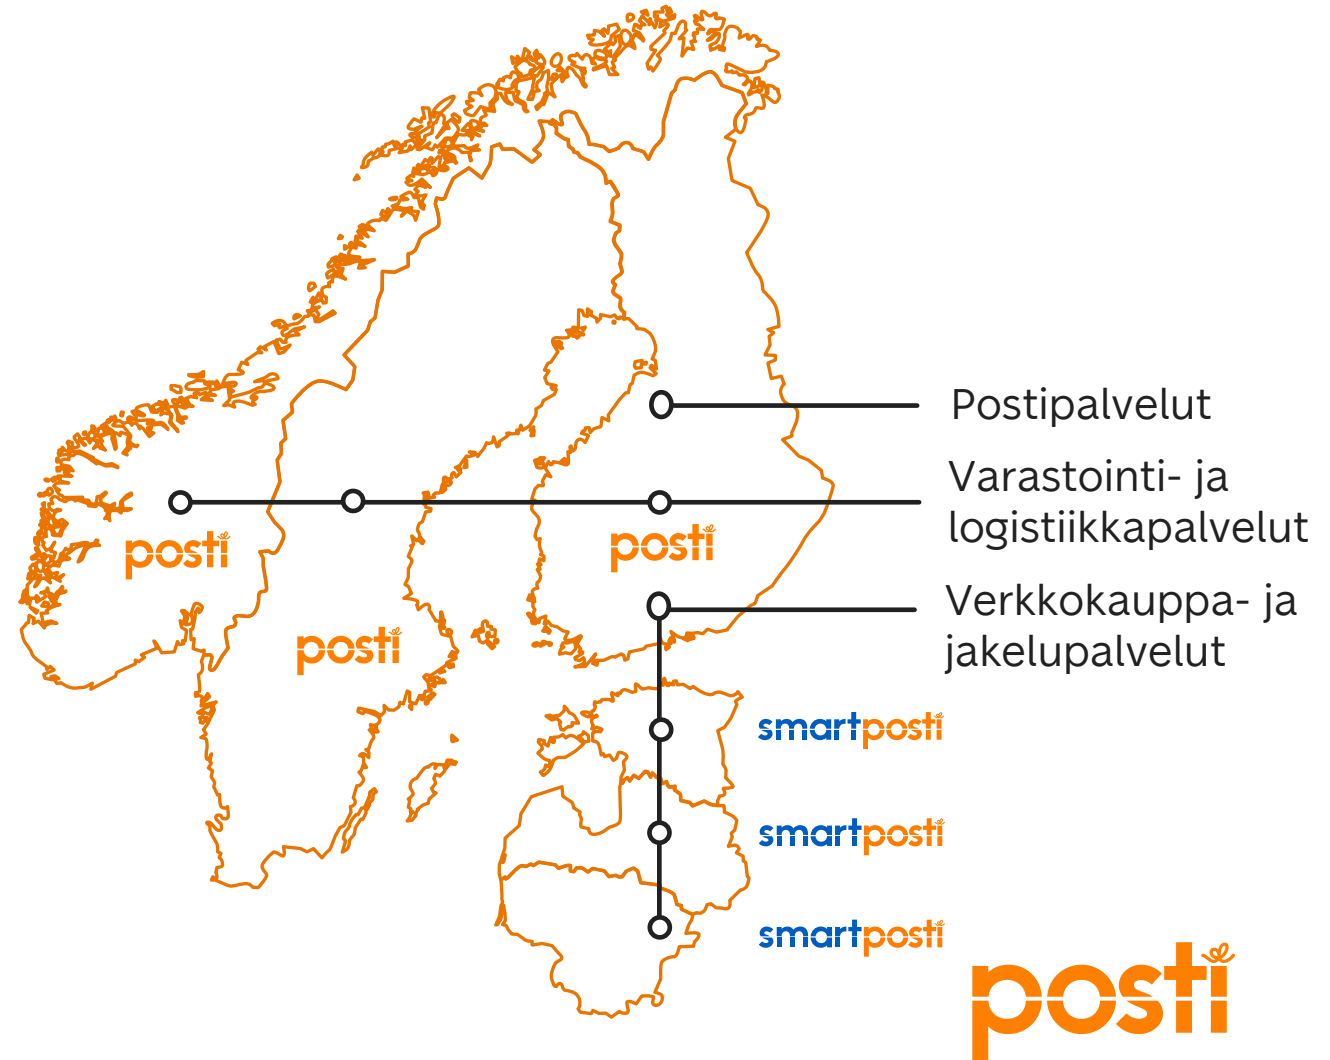 Postipalvelut
Varastointi- ja
logistiikkapalvelut
posti
posti
Verkkokauppa- ja
jakelupalvelut
posti
smartposti
smartposti
smartposti
posti